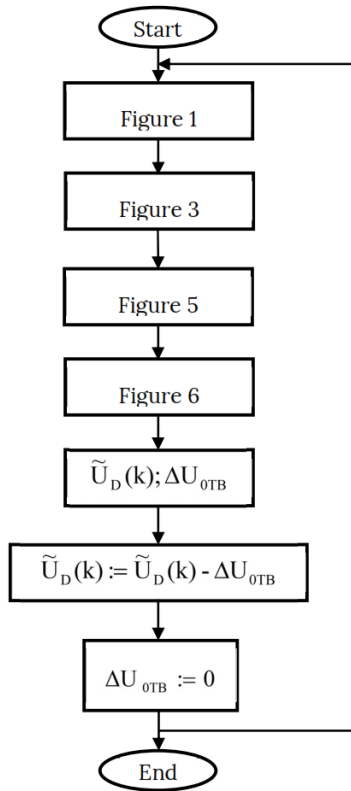 Start
Figure 1
Figure 3
Figure 5
Figure 6
Ũ_D(k);ΔU_0TB
Ũ_D(k) := Ũ_D(k) - ΔU_0TB
ΔU_0TB := 0
End